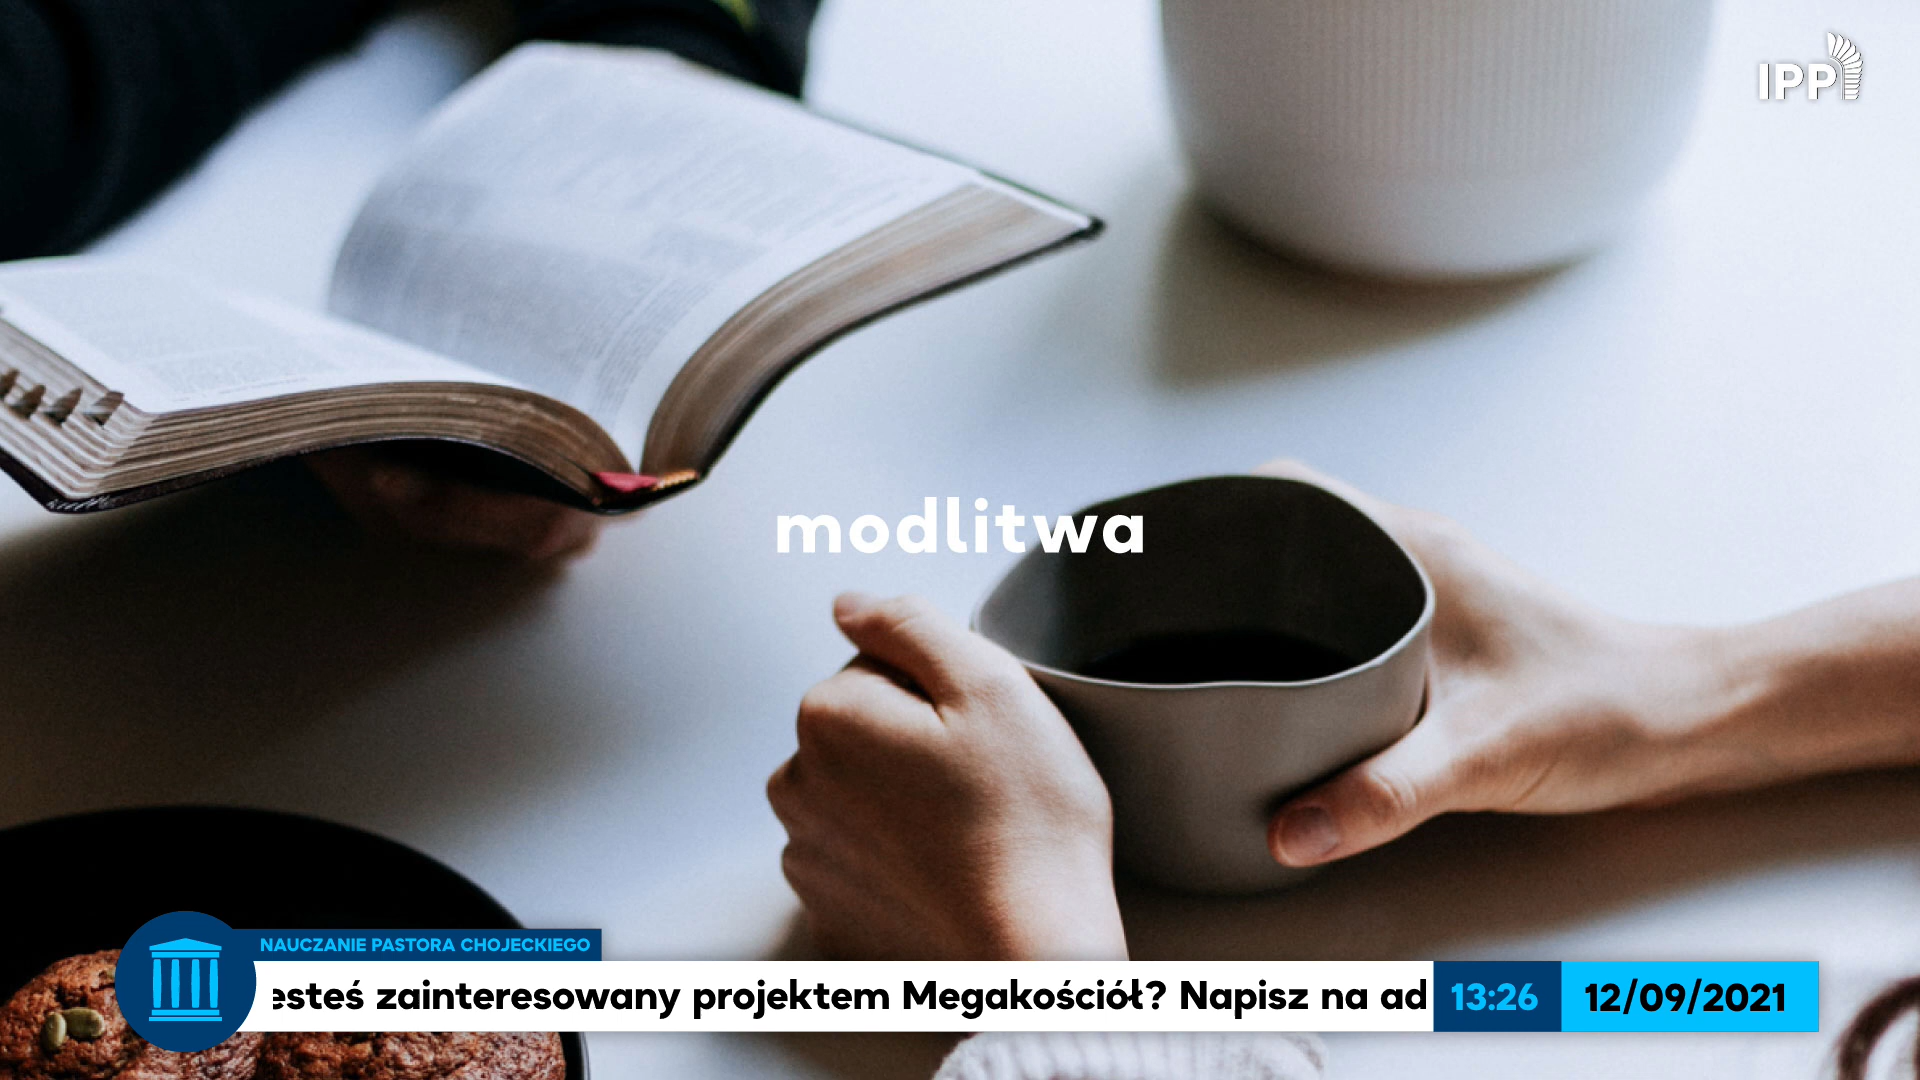 IPP
modlitwa
NAUCZANIE PASTORA CHOJECKIEGO
esteś zainteresowany projektem Megakościół? Napisz na ad
13:26
12/09/2021